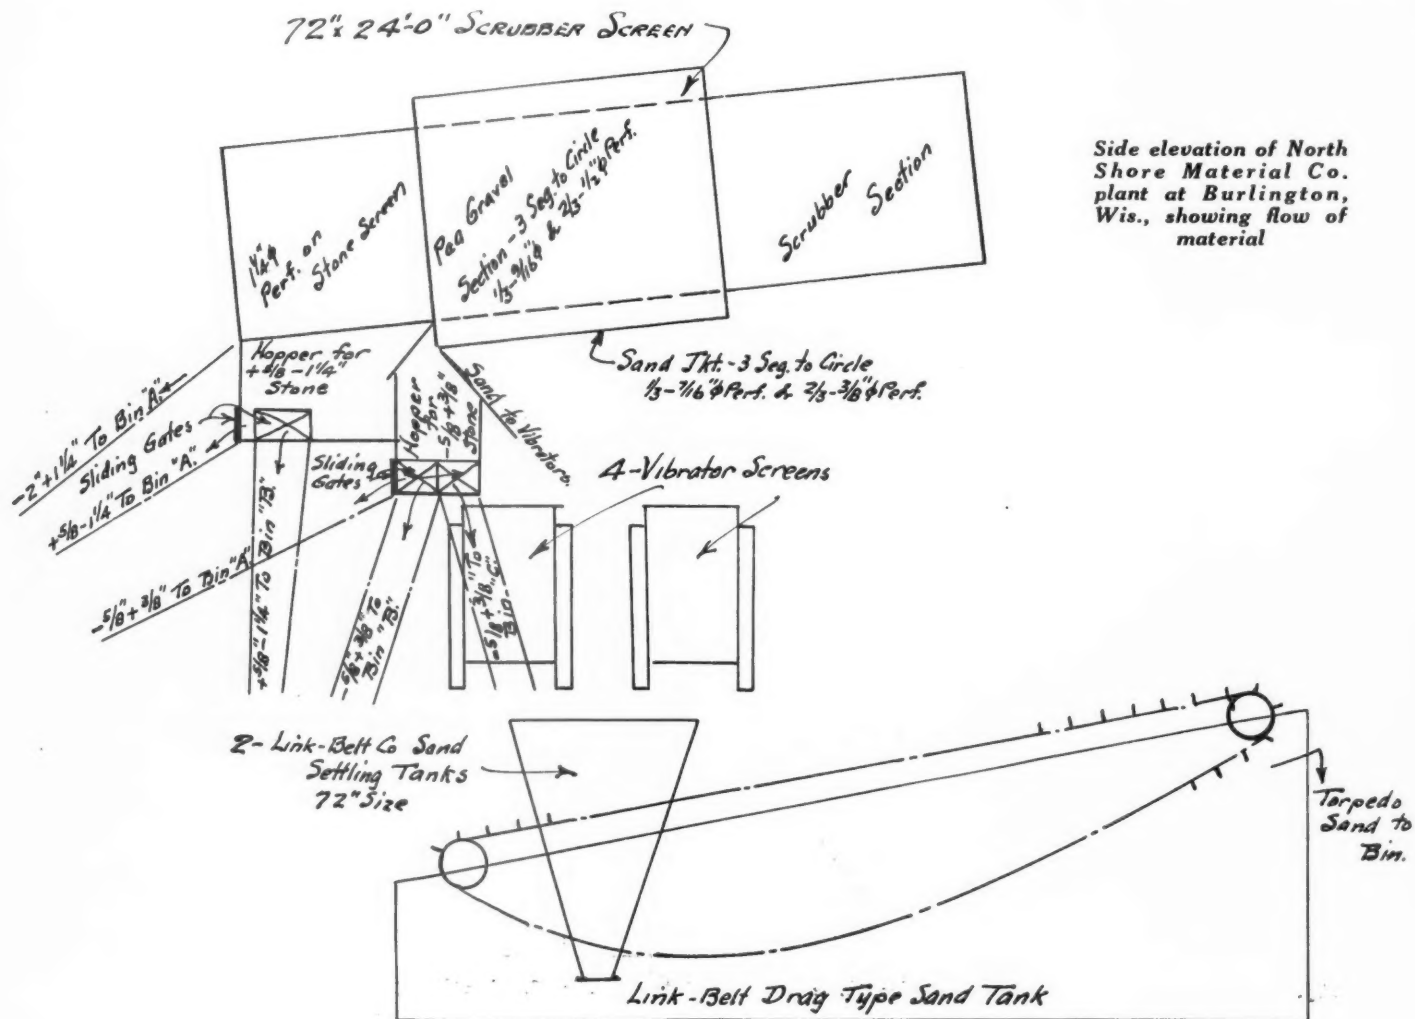 72"x 24'-0" SCRUBBER SCREEN
Side elevation of North
Shore Material Co.
plant at Burlington,
Wis., showing flow of
material
1¼"ϕ
Perf. on
Stone Screen
Pea Gravel
Section-3 Seg. to Circle
1/3-9/16"ϕ & 2/3-1/2"ϕ Perf.
Scrubber
Section
Sand Jkt.-3 Seg. to Circle
1/3-7/16"ϕ Perf. & 2/3-3/8"ϕ Perf.
Hopper for
+5/8-1¼"
Stone
Hopper
for
-5/8+3/8"
Stone
Sand to Vibrators.
-2"+1¼" To Bin "A."
Sliding Gates
+5/8-1¼" To Bin "A."
-5/8"+3/8" To Bin "A"
+5/8"-1¼" To Bin "B."
Sliding
Gates
-5/8"+3/8" To
Bin "B."
-5/8"+3/8" To
Bin-"C".
4-Vibrator Screens
2-Link-Belt Co Sand
Settling Tanks
72" Size
Torpedo
Sand to
Bin.
Link-Belt Drag Type Sand Tank